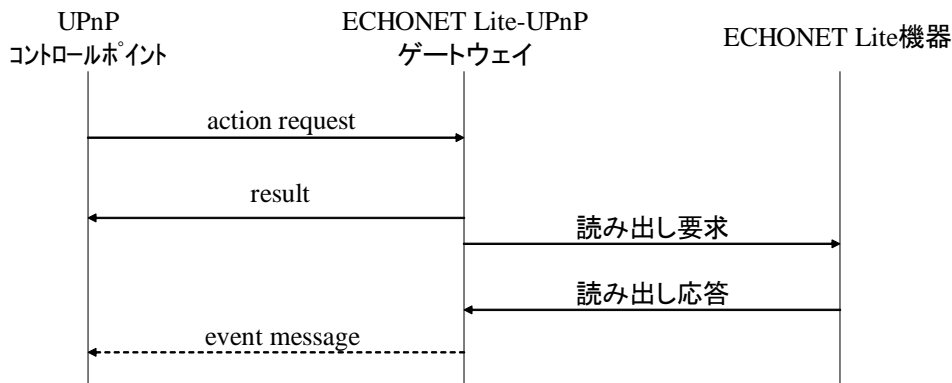 UPnP
コントロールポイント
ECHONET Lite-UPnP
ゲートウェイ
ECHONET Lite機器
action request
result
読み出し要求
読み出し応答
event message